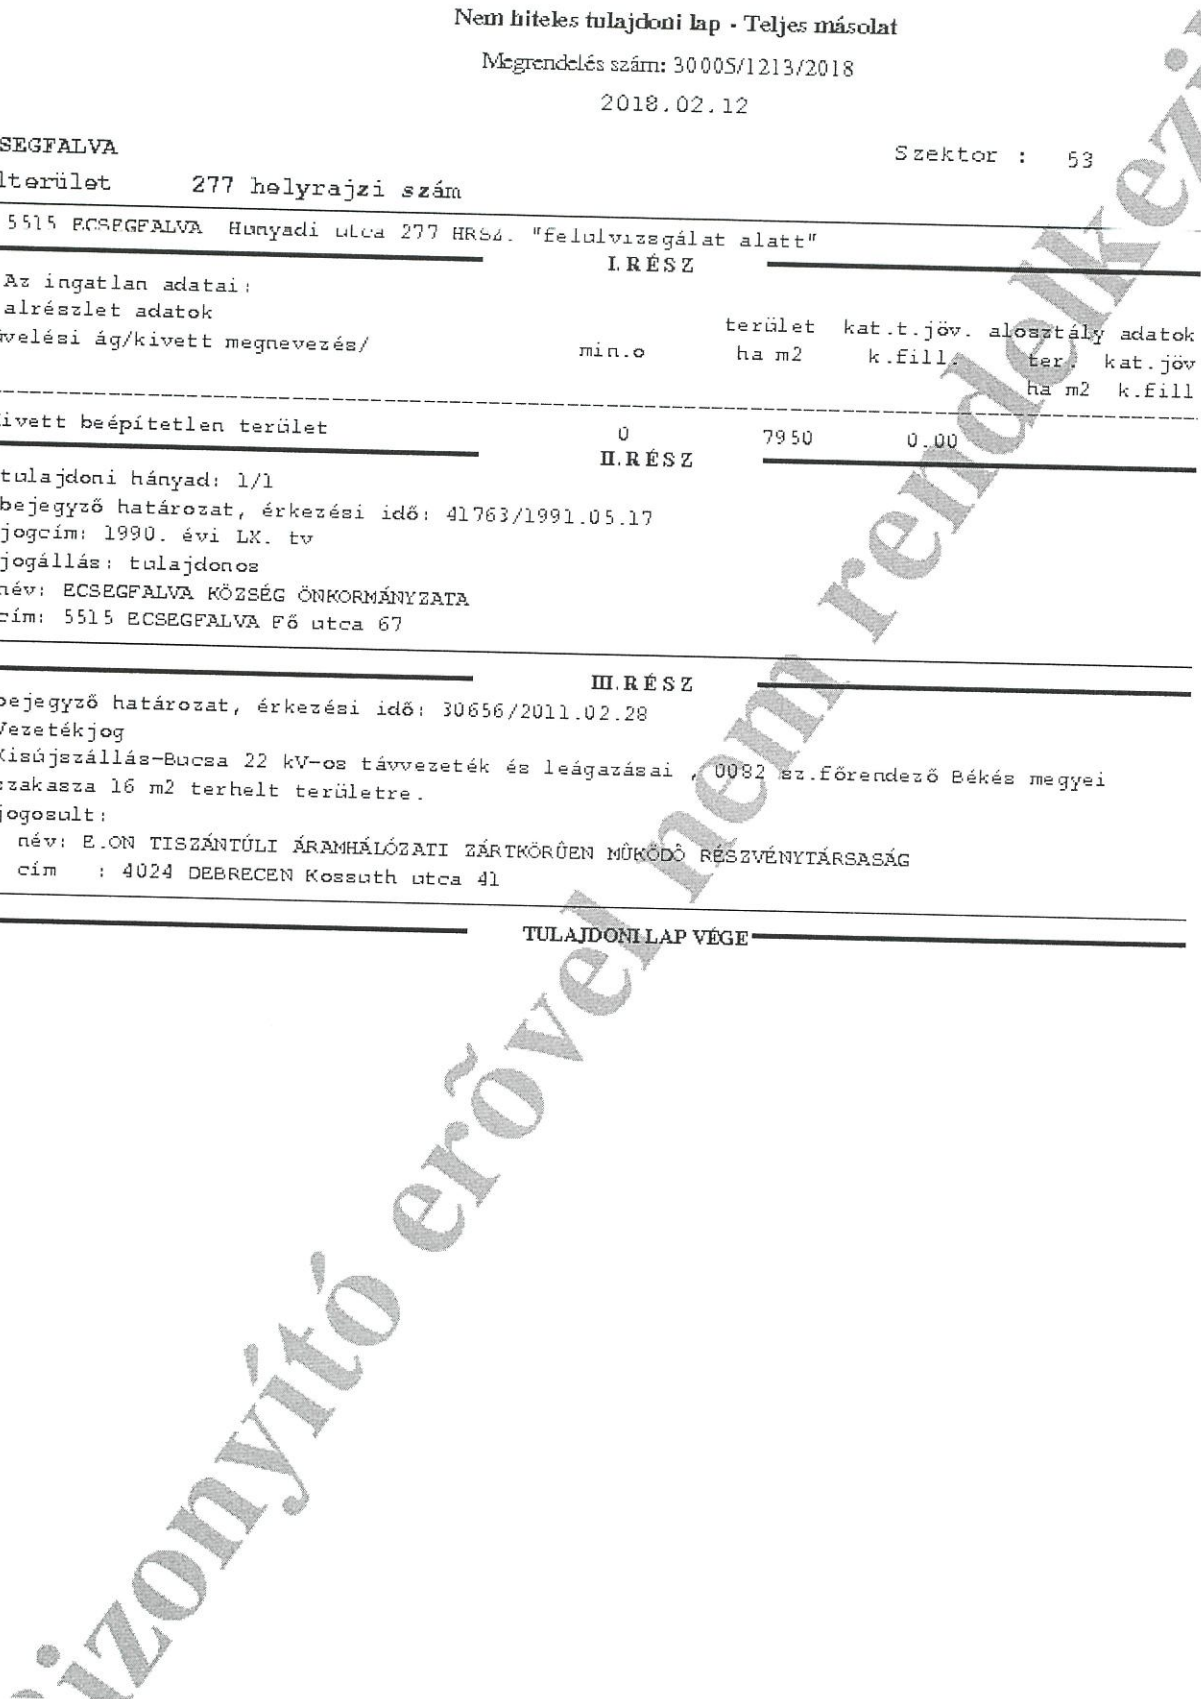 Nem hiteles tulajdoni lap - Teljes másolat
Megrendelés szám: 30005/1213/2018
2018.02.12
SEGFALVA
Szektor : 53
lterület 277 helyrajzi szám
5515 ECSEGFALVA Hunyadi utca 277 HRSZ. "felulvizsgálat alatt"
I.RÉSZ
Az ingatlan adatai:
alrészlet adatok
terület kat.t.jöv. alosztály adatok
velési ág/kivett megnevezés/ min.o ha m2 k.fill. ter. kat.jöv
ha m2 k.fill
ivett beépítetlen terület 0 7950 0.00
II.RÉSZ
tulajdoni hányad: 1/1
bejegyző határozat, érkezési idő: 41763/1991.05.17
jogcím: 1990. évi LX. tv
jogállás: tulajdonos
név: ECSEGFALVA KÖZSÉG ÖNKORMÁNYZATA
cím: 5515 ECSEGFALVA Fő utca 67
III.RÉSZ
bejegyző határozat, érkezési idő: 30656/2011.02.28
Vezetékjog
Kisújszállás-Bucsa 22 kV-os távvezeték és leágazásai , 0082 sz.főrendező Békés megyei
szakasza 16 m2 terhelt területre.
jogosult:
név: E.ON TISZÁNTÚLI ÁRAMHÁLÓZATI ZÁRTKÖRÛEN MÛKÖDÕ RÉSZVÉNYTÁRSASÁG
cím : 4024 DEBRECEN Kossuth utca 41
TULAJDONI LAP VÉGE
izonyító erõvel nem rendelkezi